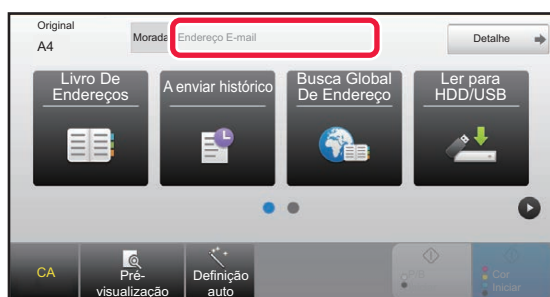 Original
A4
Morada
Endereço E-mail
Detalhe
Livro De
Endereços
A enviar histórico
Busca Global
De Endereço
Ler para
HDD/USB
CA
Pré-
visualização
Definição
auto
P/B
Cor
Iniciar